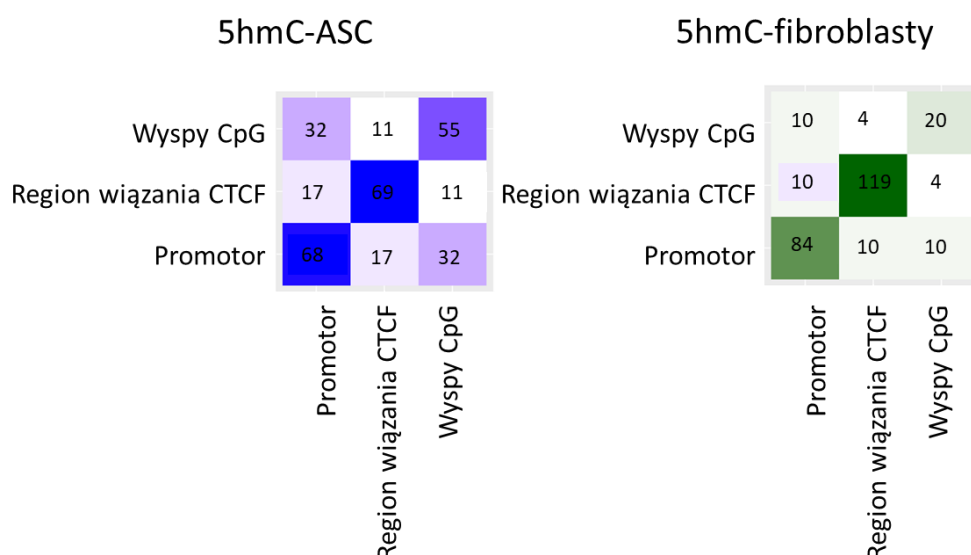 5hmC-ASC
Wyspy CpG 32 11 55
Region wiązania CTCF 17 69 11
Promotor 68 17 32
Promotor
Region wiązania CTCF
Wyspy CpG
5hmC-fibroblasty
Wyspy CpG 10 4 20
Region wiązania CTCF 10 119 4
Promotor 84 10 10
Promotor
Region wiązania CTCF
Wyspy CpG